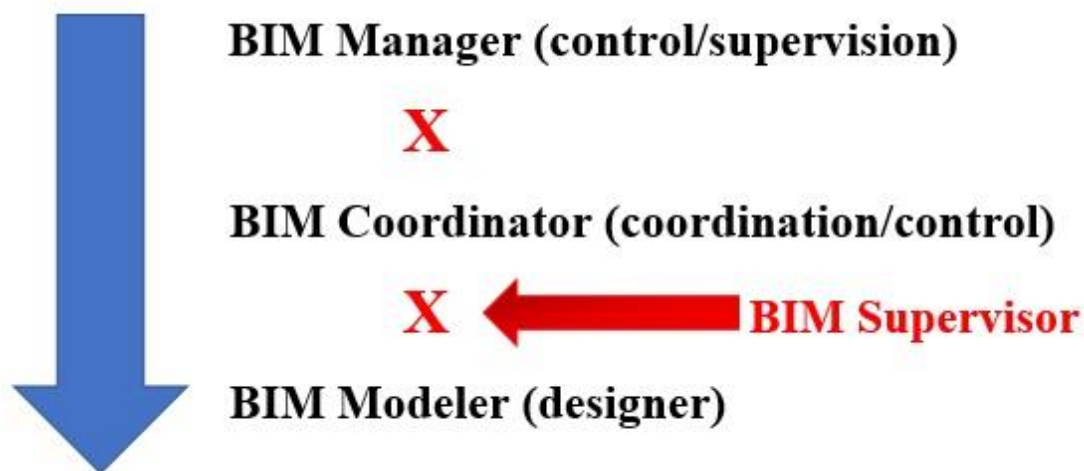 BIM Manager (control/supervision)
X
BIM Coordinator (coordination/control)
X BIM Supervisor
BIM Modeler (designer)